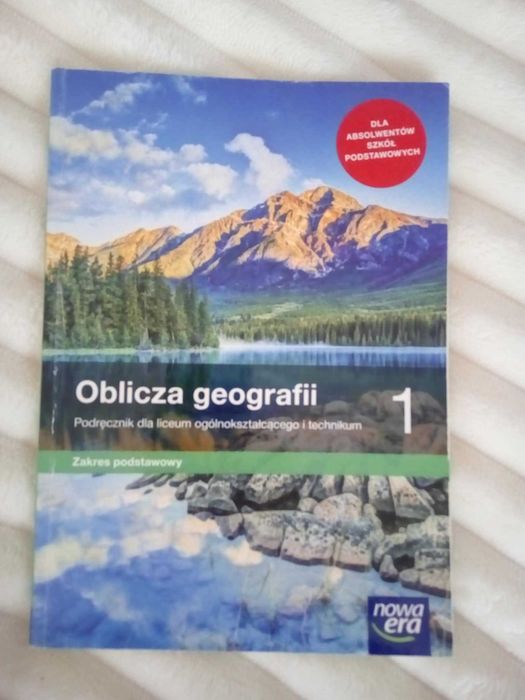 DLA
ABSOLWENTÓW
SZKÓŁ
PODSTAWOWYCH
Oblicza geografii 1
Podręcznik dla liceum ogólnokształcącego i technikum
Zakres podstawowy
nowa
era